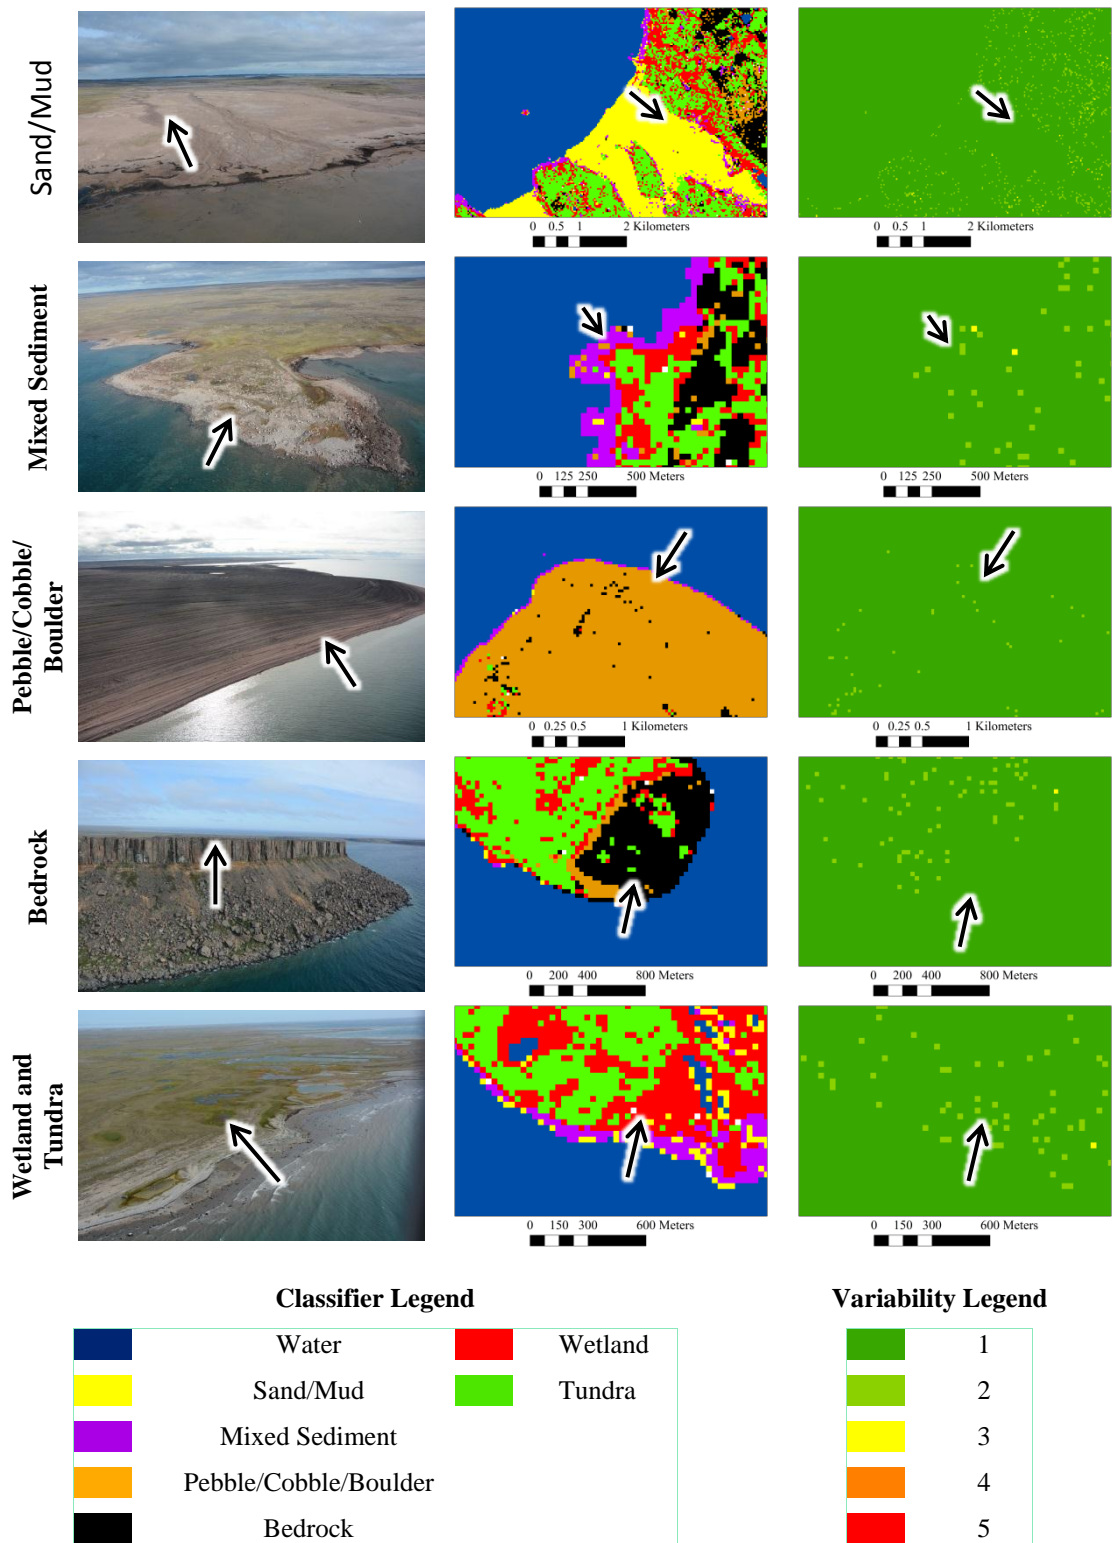 Sand/Mud
0 0.5 1 2 Kilometers
0 0.5 1 2 Kilometers
Mixed Sediment
0 125 250 500 Meters
0 125 250 500 Meters
Pebble/Cobble/
Boulder
0 0.25 0.5 1 Kilometers
0 0.25 0.5 1 Kilometers
Bedrock
0 200 400 800 Meters
0 200 400 800 Meters
Wetland and
Tundra
0 150 300 600 Meters
0 150 300 600 Meters
Classifier Legend
Water
Wetland
Sand/Mud
Tundra
Mixed Sediment
Pebble/Cobble/Boulder
Bedrock
Variability Legend
1
2
3
4
5